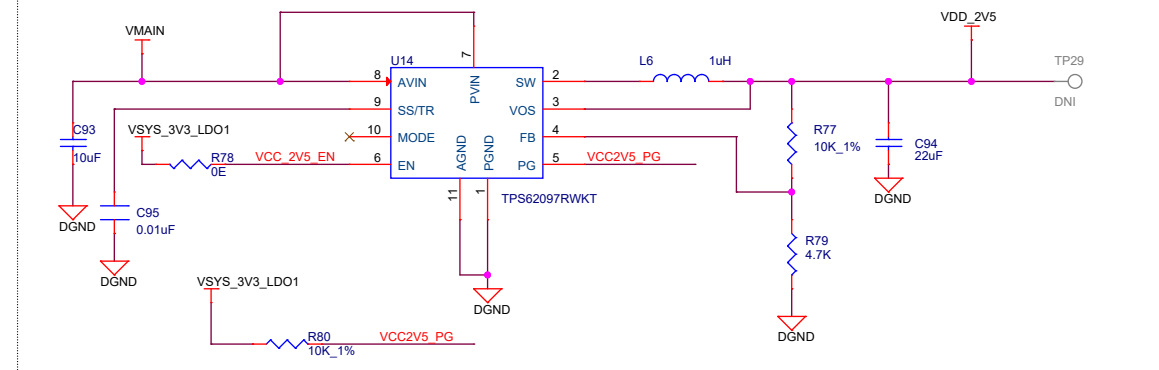 VDD_2V5
VMAIN
U14
7
L6
1uH
TP29
8
AVIN
PVIN
SW
2
DNI
9
SS/TR
VOS
3
C93
10uF
VSYS_3V3_LDO1
10
MODE
FB
4
R77
10K_1%
C94
22uF
R78
0E
VCC_2V5_EN
6
EN
AGND
PGND
PG
5
VCC2V5_PG
11
1
TPS62097RWKT
DGND
DGND
C95
0.01uF
R79
4.7K
DGND
VSYS_3V3_LDO1
DGND
DGND
R80
10K_1%
VCC2V5_PG